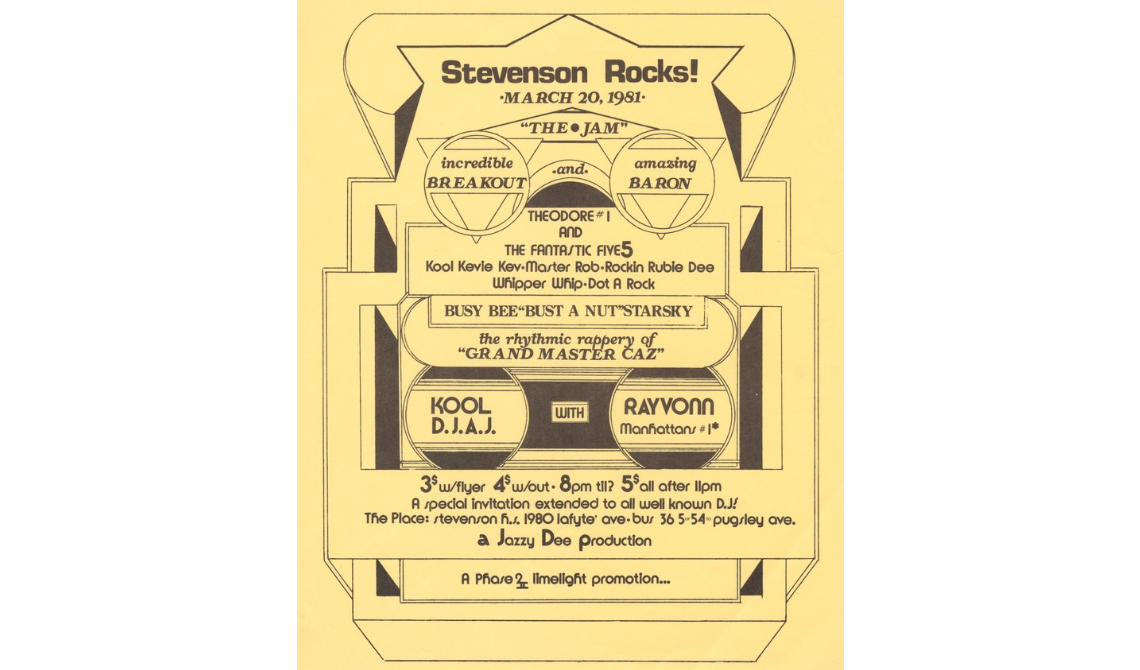 Stevenson Rocks!
·MARCH 20, 1981·
"THE • JAM"
incredible
BREAKOUT
·and·
amazing
BARON
THEODORE #1
AND
THE FANTASTIC FIVE 5
Kool Kevie Kev·Master Rob·Rockin Rubie Dee
Whipper Whip·Dot A Rock
BUSY BEE "BUST A NUT" STARSKY
the rhythmic rappery of
"GRAND MASTER CAZ"
KOOL
D.J.A.J.
WITH
RAYVONN
Manhattans #1*
3$ w/flyer 4$ w/out · 8pm til? 5$ all after 11pm
A special invitation extended to all well known D.J!
The Place: stevenson h.s. 1980 lafyte' ave·bus 36 5 54 pugsley ave.
a Jazzy Dee production
A Phase 2 II limelight promotion...